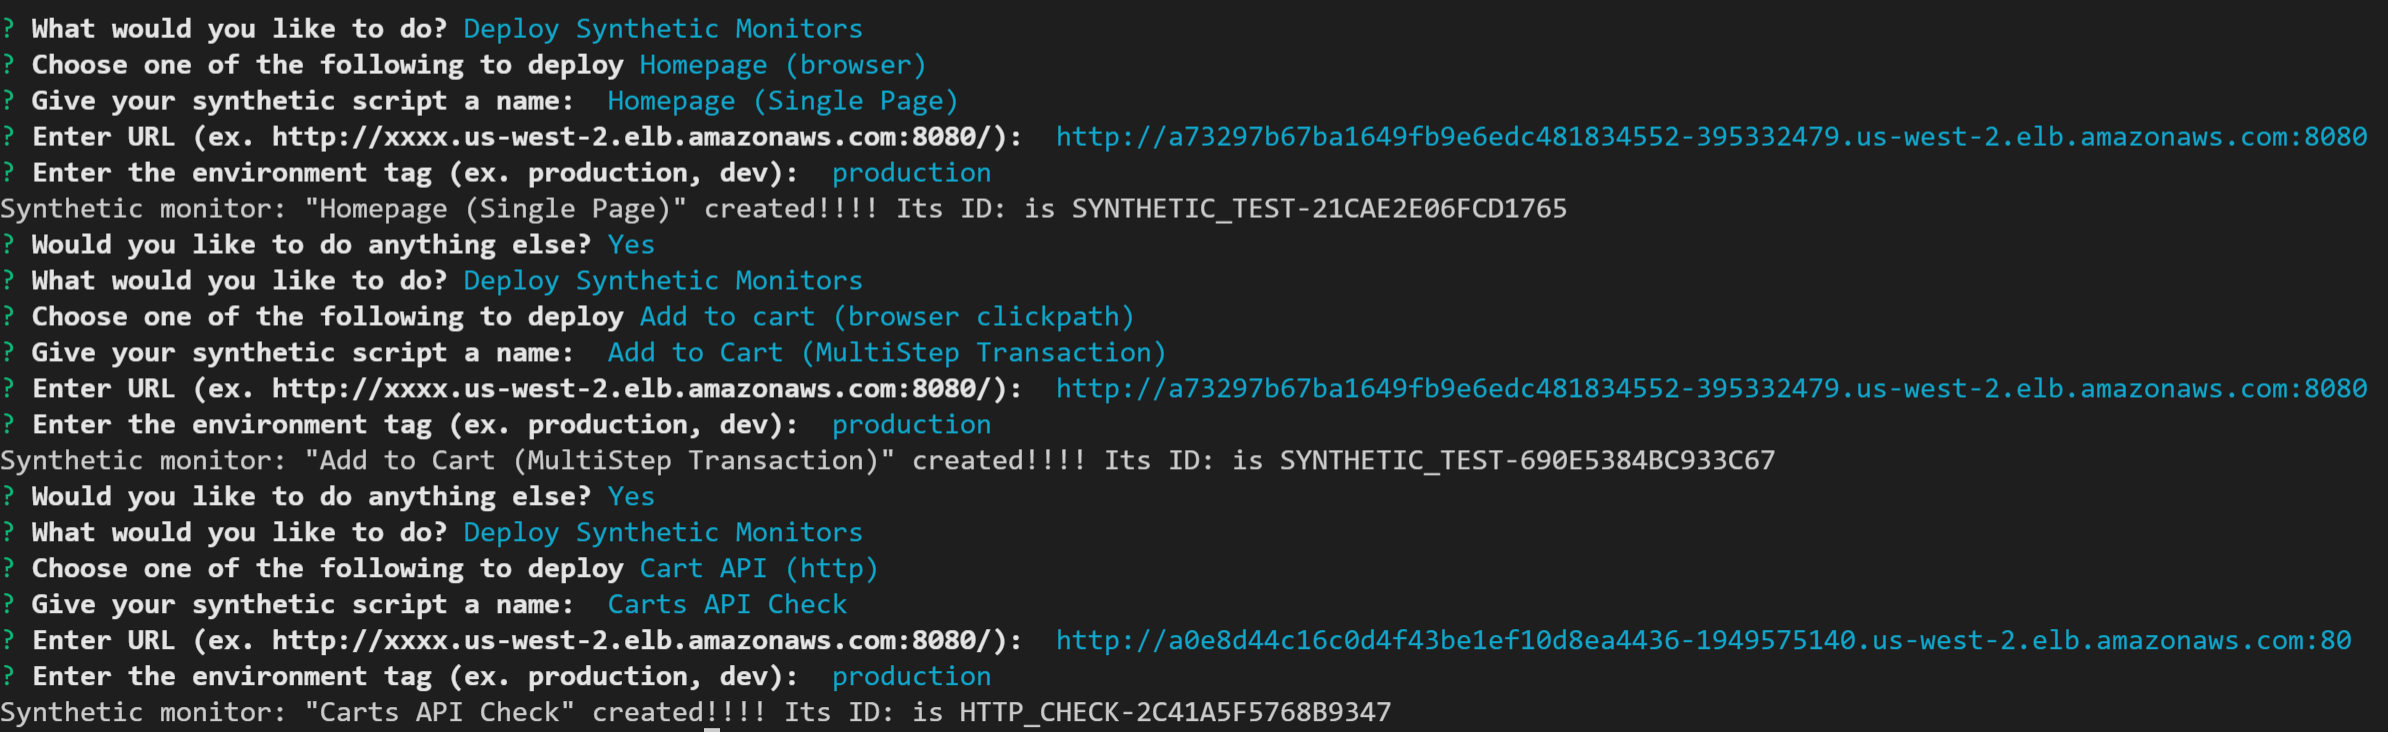 ? What would you like to do? Deploy Synthetic Monitors
? Choose one of the following to deploy Homepage (browser)
? Give your synthetic script a name:  Homepage (Single Page)
? Enter URL (ex. http://xxxx.us-west-2.elb.amazonaws.com:8080/):  http://a73297b67ba1649fb9e6edc481834552-395332479.us-west-2.elb.amazonaws.com:8080
? Enter the environment tag (ex. production, dev):  production
Synthetic monitor: "Homepage (Single Page)" created!!!! Its ID: is SYNTHETIC_TEST-21CAE2E06FCD1765
? Would you like to do anything else? Yes
? What would you like to do? Deploy Synthetic Monitors
? Choose one of the following to deploy Add to cart (browser clickpath)
? Give your synthetic script a name:  Add to Cart (MultiStep Transaction)
? Enter URL (ex. http://xxxx.us-west-2.elb.amazonaws.com:8080/):  http://a73297b67ba1649fb9e6edc481834552-395332479.us-west-2.elb.amazonaws.com:8080
? Enter the environment tag (ex. production, dev):  production
Synthetic monitor: "Add to Cart (MultiStep Transaction)" created!!!! Its ID: is SYNTHETIC_TEST-690E5384BC933C67
? Would you like to do anything else? Yes
? What would you like to do? Deploy Synthetic Monitors
? Choose one of the following to deploy Cart API (http)
? Give your synthetic script a name:  Carts API Check
? Enter URL (ex. http://xxxx.us-west-2.elb.amazonaws.com:8080/):  http://a0e8d44c16c0d4f43be1ef10d8ea4436-1949575140.us-west-2.elb.amazonaws.com:80
? Enter the environment tag (ex. production, dev):  production
Synthetic monitor: "Carts API Check" created!!!! Its ID: is HTTP_CHECK-2C41A5F5768B9347